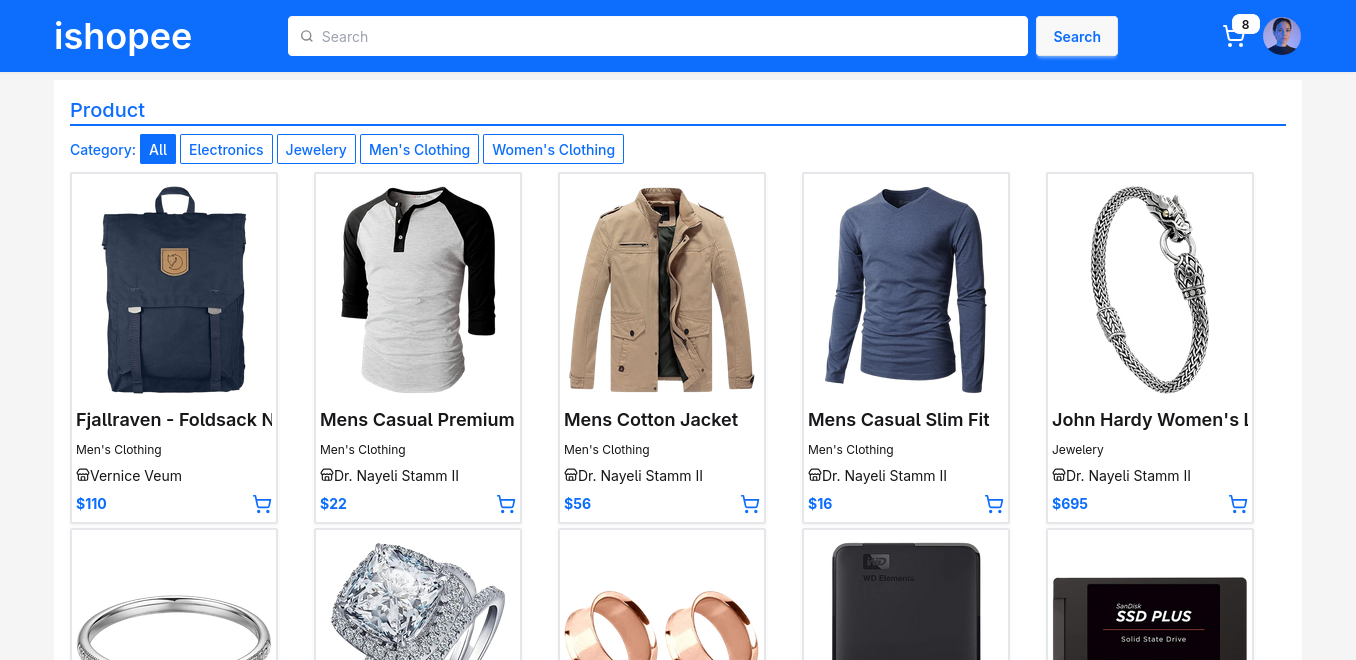 ishopee
Search
Search
8
Product
Category: All Electronics Jewelery Men's Clothing Women's Clothing
Fjallraven - Foldsack N
Men's Clothing
Vernice Veum
$110
Mens Casual Premium
Men's Clothing
Dr. Nayeli Stamm II
$22
Mens Cotton Jacket
Men's Clothing
Dr. Nayeli Stamm II
$56
Mens Casual Slim Fit
Men's Clothing
Dr. Nayeli Stamm II
$16
John Hardy Women's L
Jewelery
Dr. Nayeli Stamm II
$695
WD
WD Elements
SanDisk
SSD PLUS
Solid State Drive